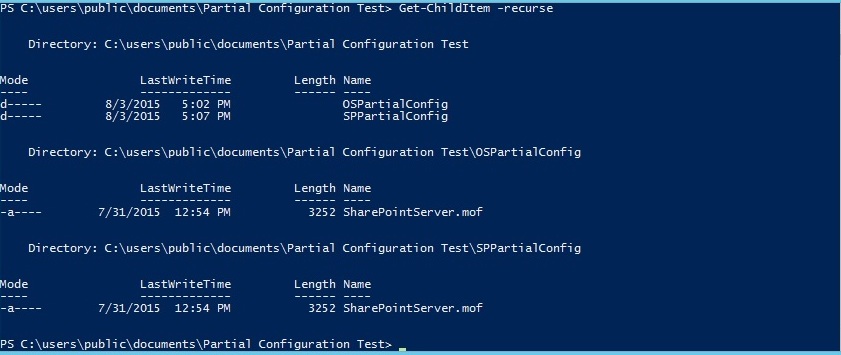 PS C:\users\public\documents\Partial Configuration Test> Get-ChildItem -recurse
Directory: C:\users\public\documents\Partial Configuration Test
Mode LastWriteTime Length Name
---- ------------- ------ ----
d----- 8/3/2015 5:02 PM OSPartialConfig
d----- 8/3/2015 5:07 PM SPPartialConfig
Directory: C:\users\public\documents\Partial Configuration Test\OSPartialConfig
Mode LastWriteTime Length Name
---- ------------- ------ ----
-a---- 7/31/2015 12:54 PM 3252 SharePointServer.mof
Directory: C:\users\public\documents\Partial Configuration Test\SPPartialConfig
Mode LastWriteTime Length Name
---- ------------- ------ ----
-a---- 7/31/2015 12:54 PM 3252 SharePointServer.mof
PS C:\users\public\documents\Partial Configuration Test> _